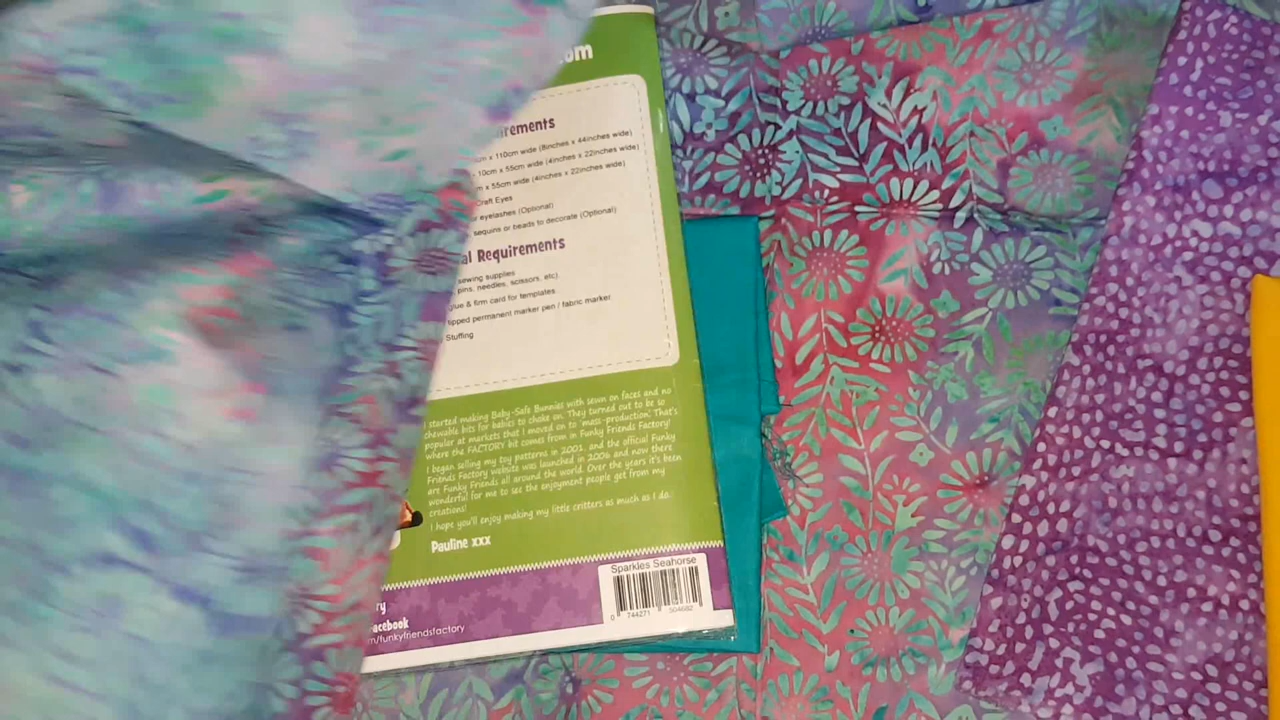 .com
Requirements
cm x 110cm wide (8inches x 44inches wide)
- 10cm x 55cm wide (4inches x 22inches wide)
m x 55cm wide (4inches x 22inches wide)
Craft Eyes
eyelashes (Optional)
sequins or beads to decorate (Optional)
al Requirements
sewing supplies
pins, needles, scissors, etc)
glue & firm card for templates
tipped permanent marker pen / fabric marker
Stuffing
I started making Baby-Safe Bunnies with sewn on faces and no
chewable bits for babies to choke on. They turned out to be so
popular at markets that I moved on to 'mass-production'. That's
where the FACTORY bit comes from in Funky Friends Factory!
I began selling my toy patterns in 2001, and the official Funky
Friends Factory website was launched in 2006 and now there
are Funky Friends all around the world. Over the years it's been
wonderful for me to see the enjoyment people get from my
creations!
I hope you'll enjoy making my little critters as much as I do.
Pauline xxx
Sparkles Seahorse
0 744271 504682
ry
facebook
m/funkyfriendsfactory